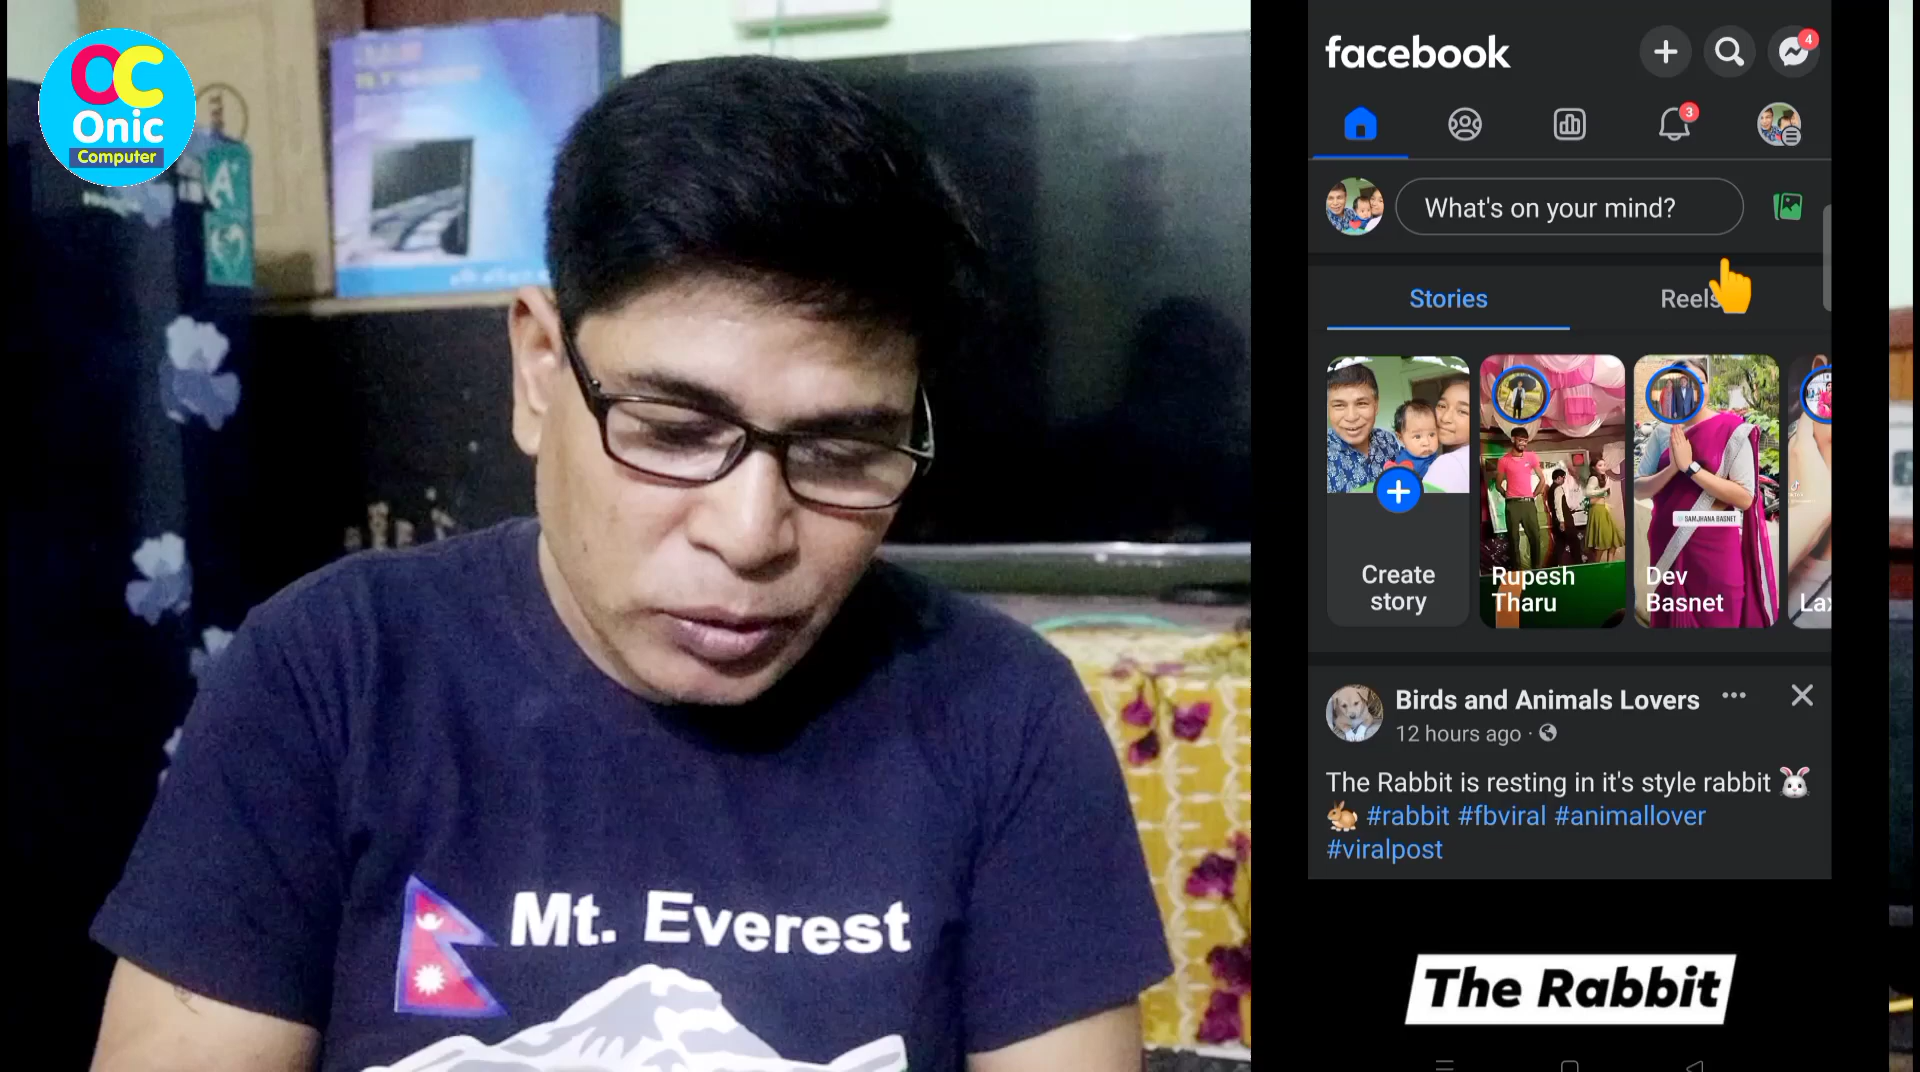 OC
Onic
Computer
A+
Mt. Everest
facebook
4
3
What's on your mind?
Stories
Reels
SAMJHANA BASNET
Create
story
Rupesh
Tharu
Dev
Basnet
Birds and Animals Lovers
12 hours ago ·
The Rabbit is resting in it's style rabbit
#rabbit #fbviral #animallover
#viralpost
The Rabbit